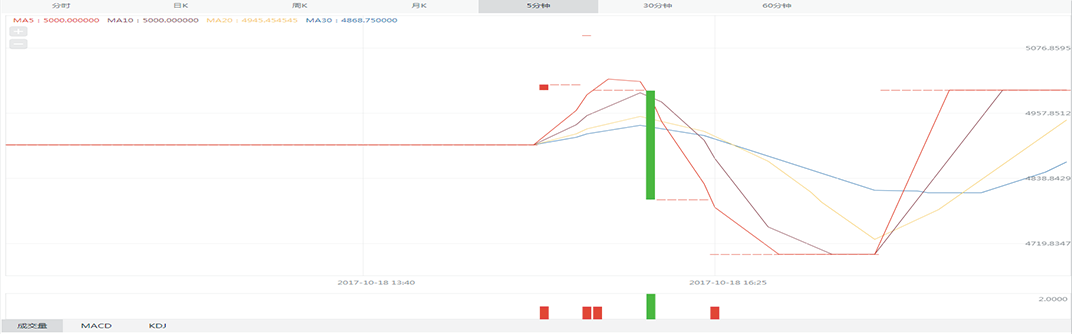 分时 日K 周K 月K 5分钟 30分钟 60分钟
MA5 : 5000.000000 MA10 : 5000.000000 MA20 : 4945.454545 MA30 : 4868.750000
5076.8595
4957.8512
4838.8429
4719.8347
2017-10-18 13:40 2017-10-18 16:25
2.0000
成交量 MACD KDJ